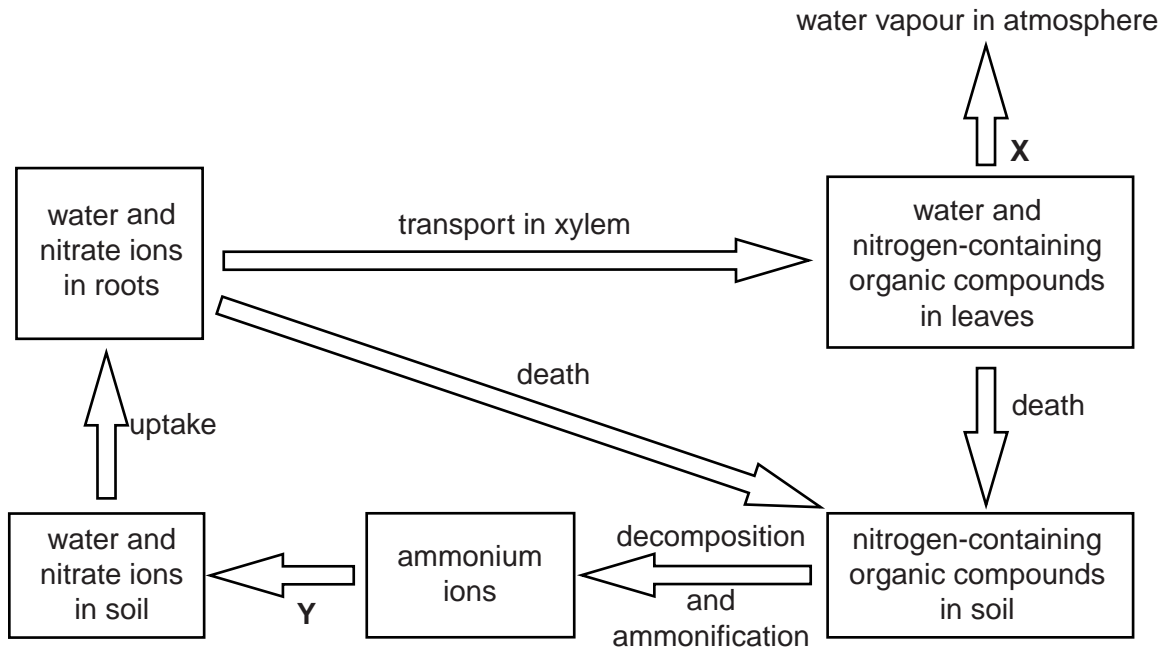 water vapour in atmosphere
X
water and
nitrate ions
in roots
transport in xylem
water and
nitrogen-containing
organic compounds
in leaves
death
death
uptake
water and
nitrate ions
in soil
Y
ammonium
ions
decomposition
and
ammonification
nitrogen-containing
organic compounds
in soil